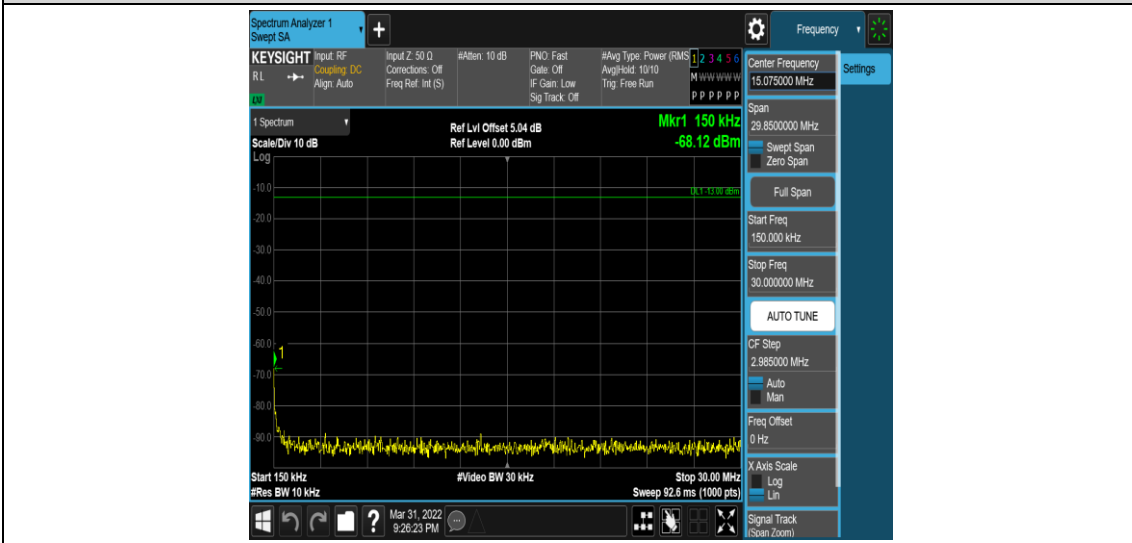 Spectrum Analyzer 1
Swept SA
+
Frequency
KEYSIGHT
RL
LXI
Input: RF
Coupling: DC
Align: Auto
Input Z: 50 Ω
Corrections: Off
Freq Ref: Int (S)
#Atten: 10 dB
PNO: Fast
Gate: Off
IF Gain: Low
Sig Track: Off
#Avg Type: Power (RMS
Avg|Hold: 10/10
Trig: Free Run
1 2 3 4 5 6
M W W W W W
P P P P P P
1 Spectrum
Scale/Div 10 dB
Log
Ref Lvl Offset 5.04 dB
Ref Level 0.00 dBm
Mkr1 150 kHz
-68.12 dBm
DL1 -13.00 dBm
-10.0
-20.0
-30.0
-40.0
-50.0
-60.0
1
-70.0
-80.0
-90.0
Start 150 kHz
#Res BW 10 kHz
#Video BW 30 kHz
Stop 30.00 MHz
Sweep 92.6 ms (1000 pts)
?
Mar 31, 2022
9:26:23 PM
Center Frequency
15.075000 MHz
Settings
Span
29.8500000 MHz
Swept Span
Zero Span
Full Span
Start Freq
150.000 kHz
Stop Freq
30.000000 MHz
AUTO TUNE
CF Step
2.985000 MHz
Auto
Man
Freq Offset
0 Hz
X Axis Scale
Log
Lin
Signal Track
(Span Zoom)